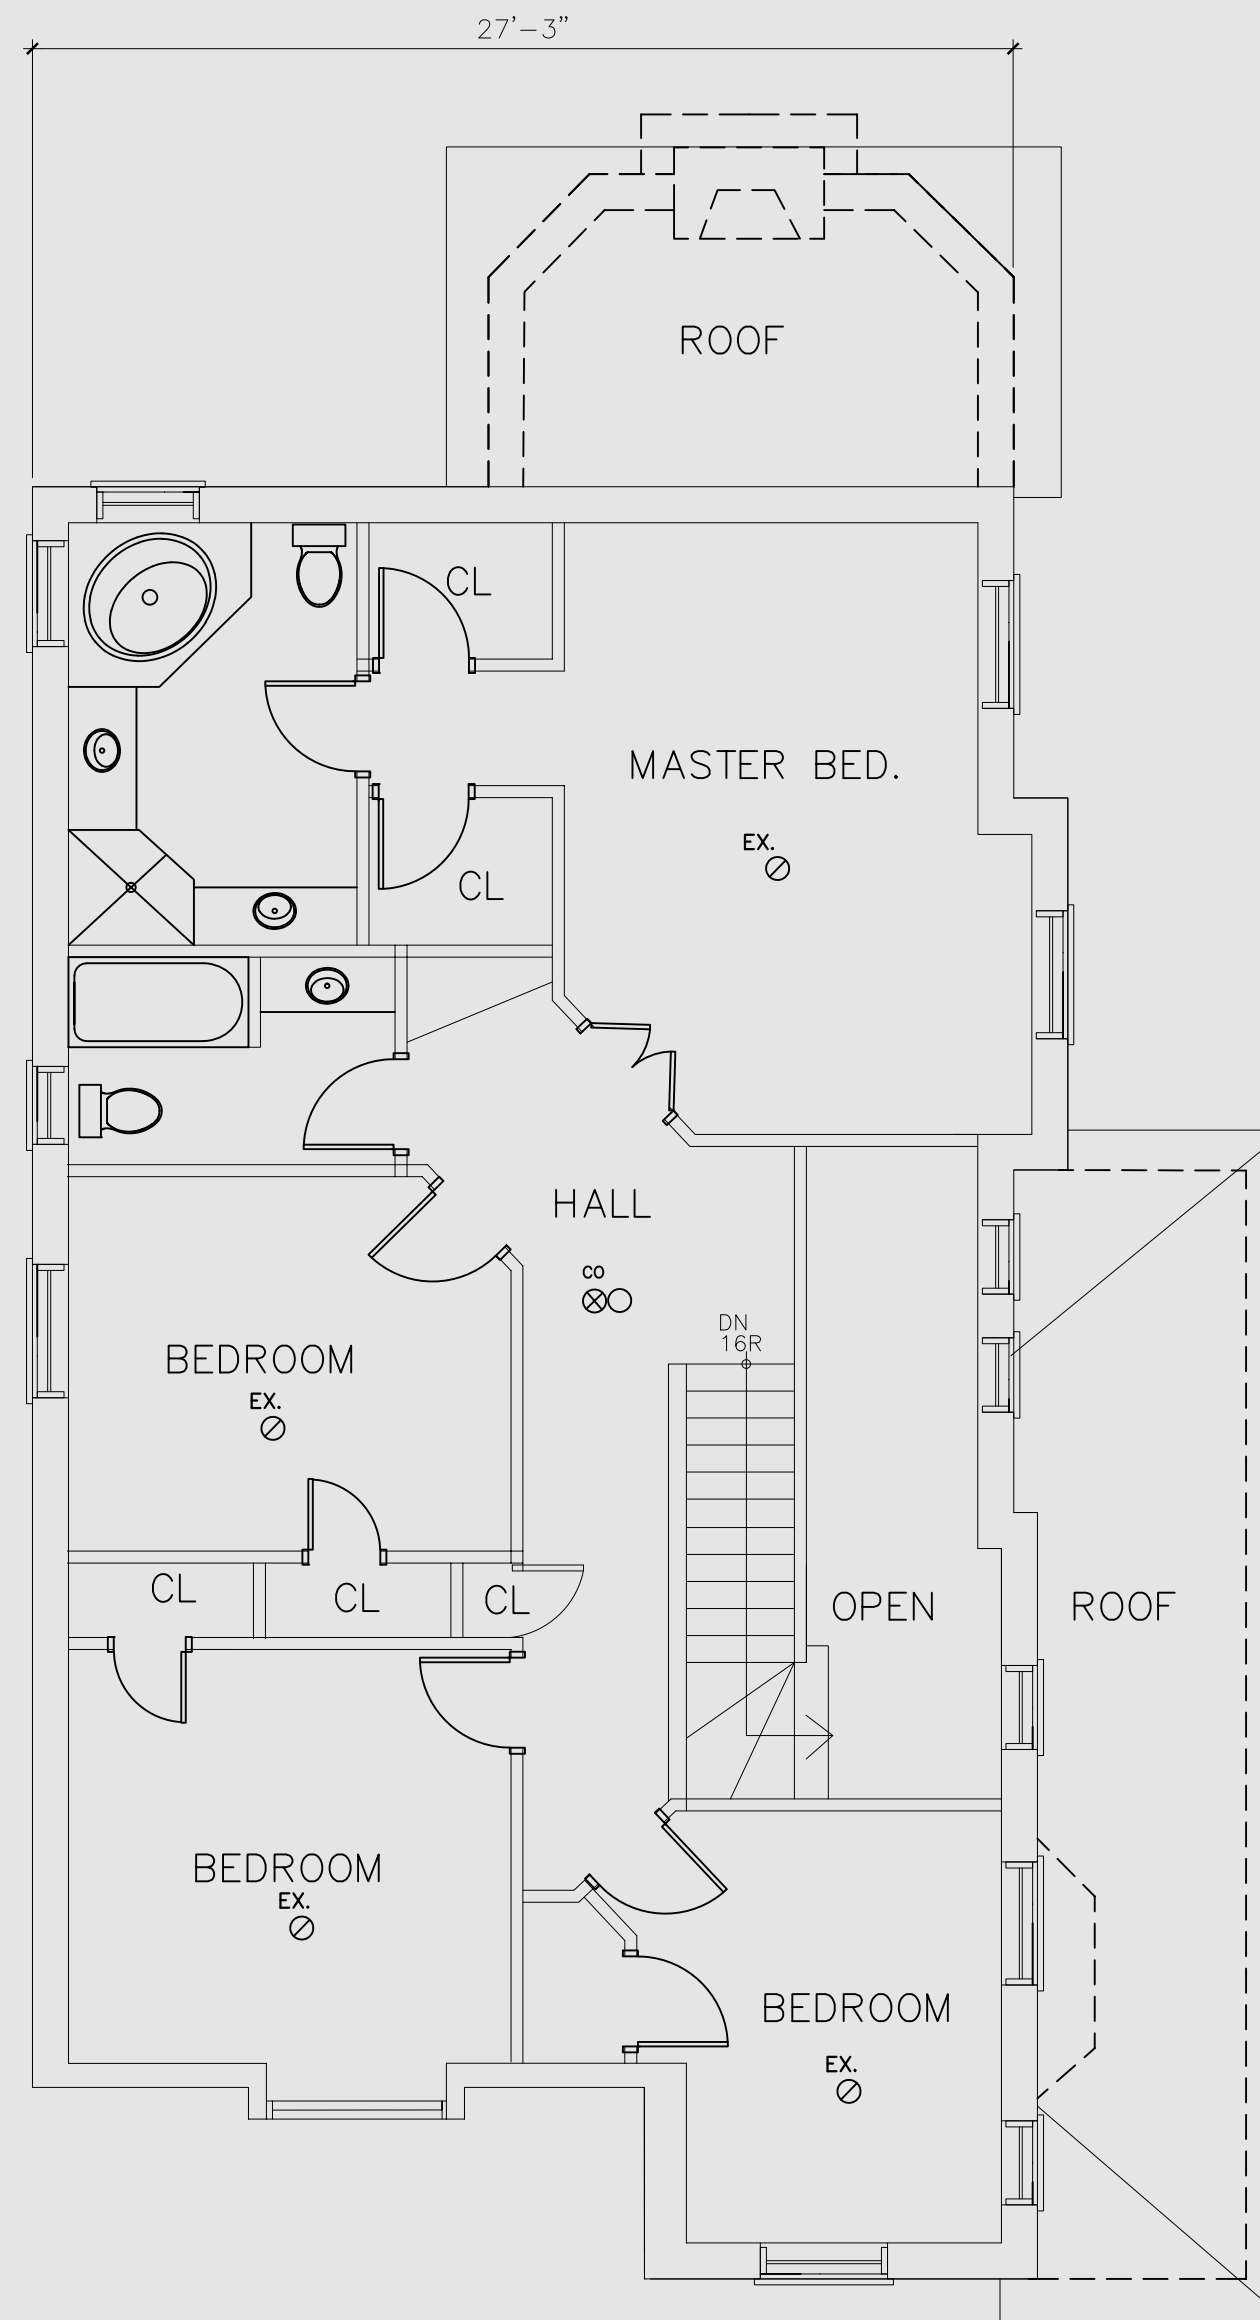 27'-3"
ROOF
CL
MASTER BED.
EX.
CL
HALL
CO
DN
16R
BEDROOM
EX.
CL
CL
CL
OPEN
ROOF
BEDROOM
EX.
BEDROOM
EX.